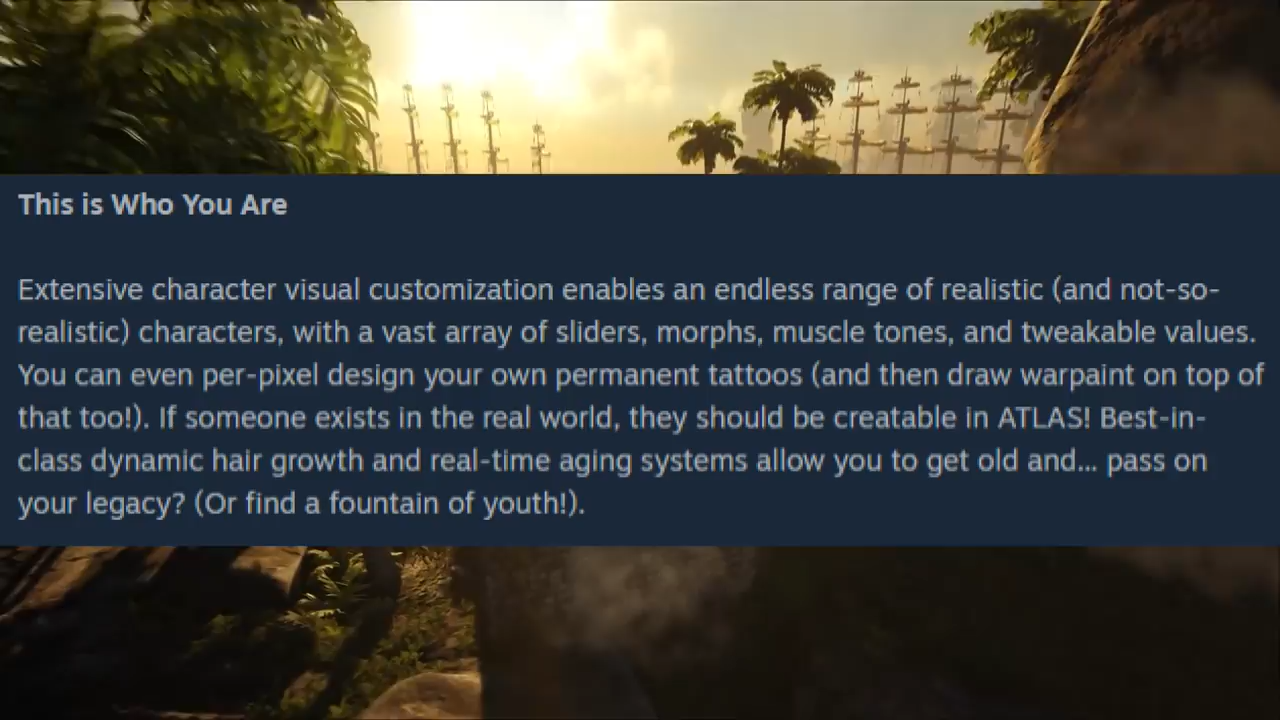 This is Who You Are
Extensive character visual customization enables an endless range of realistic (and not-so-
realistic) characters, with a vast array of sliders, morphs, muscle tones, and tweakable values.
You can even per-pixel design your own permanent tattoos (and then draw warpaint on top of
that too!). If someone exists in the real world, they should be creatable in ATLAS! Best-in-
class dynamic hair growth and real-time aging systems allow you to get old and... pass on
your legacy? (Or find a fountain of youth!).